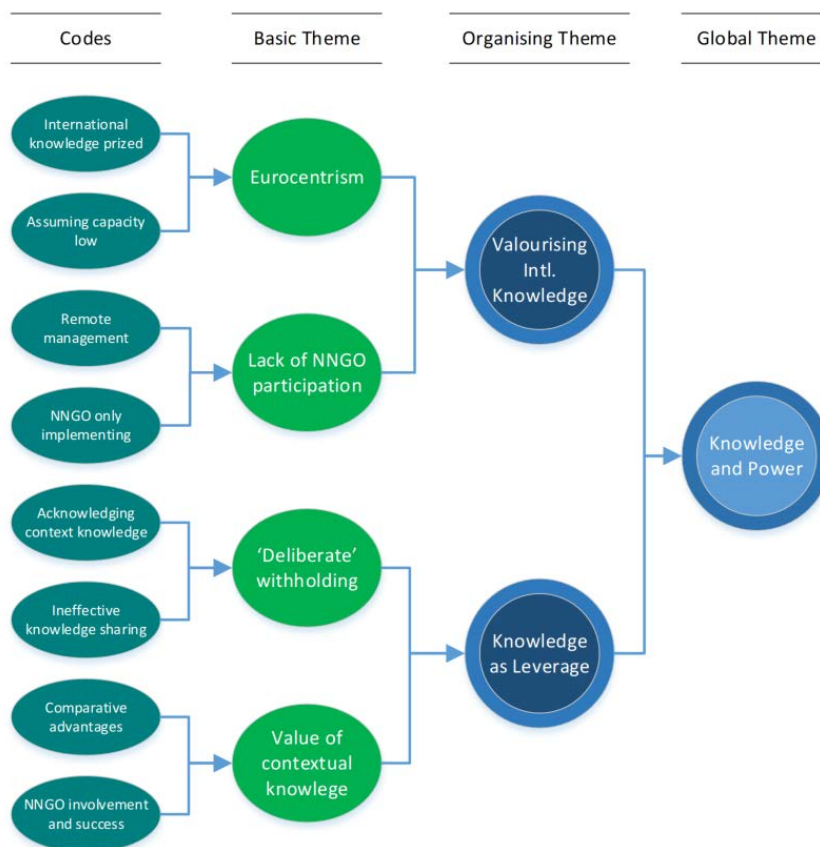 Codes
Basic Theme
Organising Theme
Global Theme
International
knowledge prized
Assuming capacity
low
Remote
management
NNGO only
implementing
Acknowledging
context knowledge
Ineffective
knowledge sharing
Comparative
advantages
NNGO involvement
and success
Eurocentrism
Lack of NNGO
participation
‘Deliberate’
withholding
Value of
contextual
knowlege
Valourising
Intl.
Knowledge
Knowledge
as Leverage
Knowledge
and Power